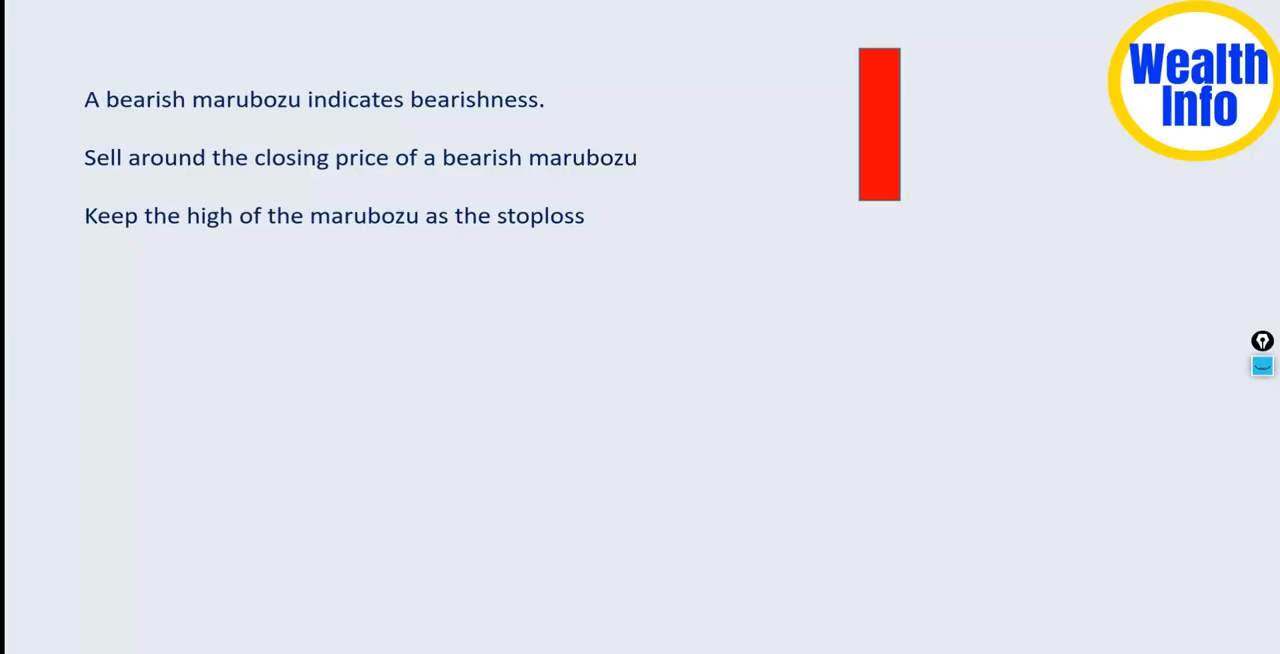 A bearish marubozu indicates bearishness.
Sell around the closing price of a bearish marubozu
Keep the high of the marubozu as the stoploss
Wealth
Info